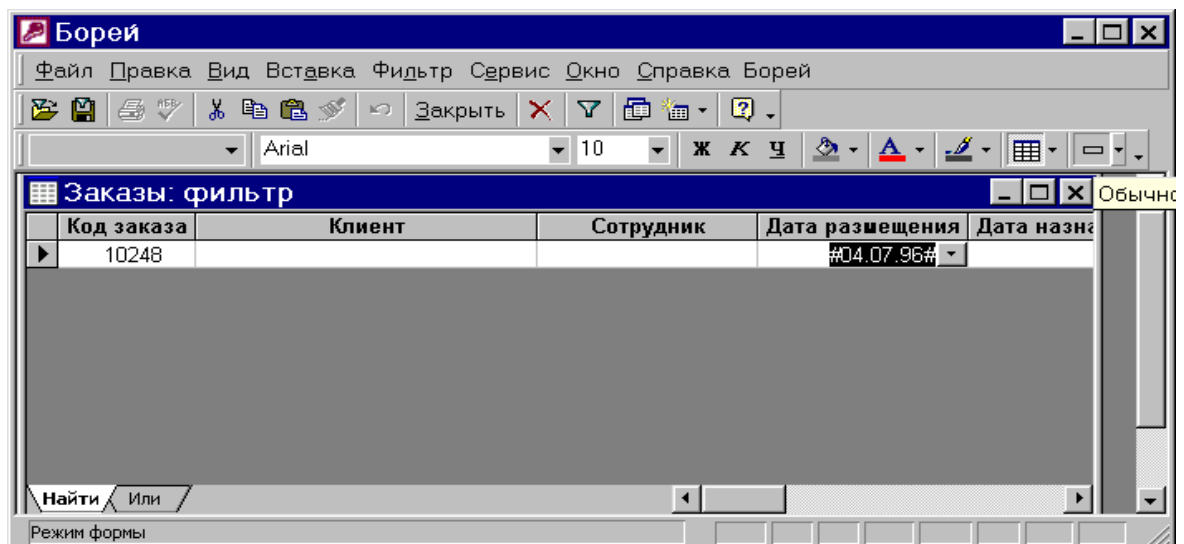 Борей
Файл Правка Вид Вставка Фильтр Сервис Окно Справка Борей
Закрыть
Arial 10 Ж К Ч А
Заказы: фильтр Обычно
Код заказа Клиент Сотрудник Дата размещения Дата назна
10248 #04.07.96#
Найти Или
Режим формы